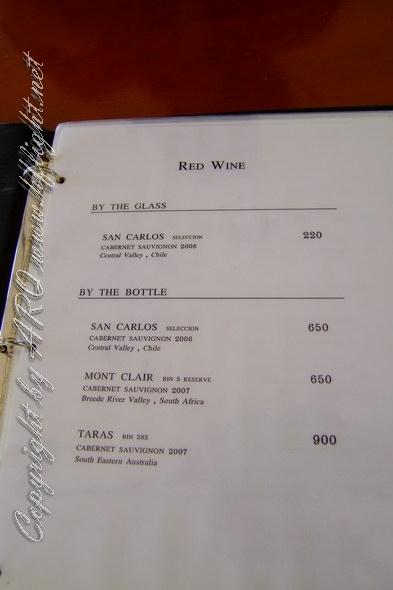 RED WINE
BY THE GLASS
SAN CARLOS SELECCION 220
CABERNET SAUVIGNON 2006
Central Valley , Chile
BY THE BOTTLE
SAN CARLOS SELECCION 650
CABERNET SAUVIGNON 2006
Central Valley , Chile
MONT CLAIR BIN 5 RESERVE 650
CABERNET SAUVIGNON 2007
Breede River Valley , South Africa
TARAS BIN 383 900
CABERNET SAUVIGNON 2007
South Eastern Australia